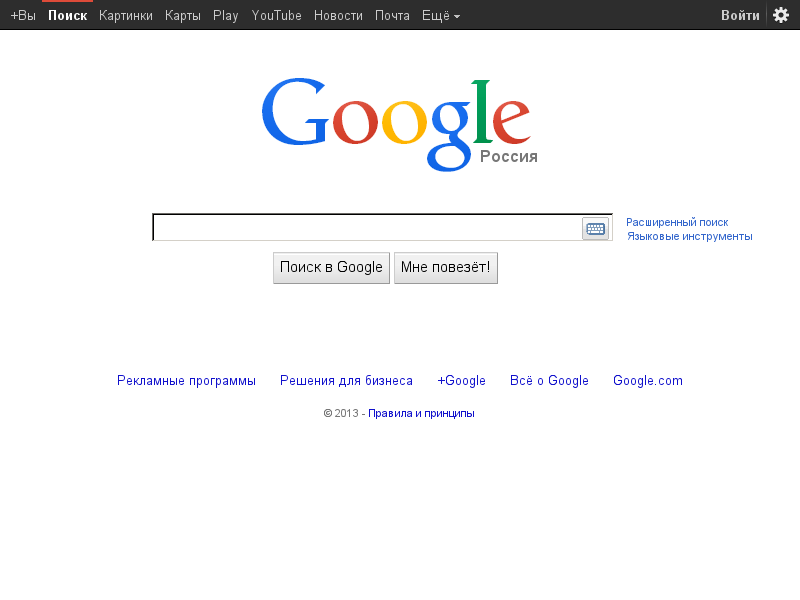 +Вы Поиск Картинки Карты Play YouTube Новости Почта Ещё Войти
Google
Россия
Расширенный поиск
Языковые инструменты
Поиск в Google Мне повезёт!
Рекламные программы Решения для бизнеса +Google Всё о Google Google.com
© 2013 - Правила и принципы